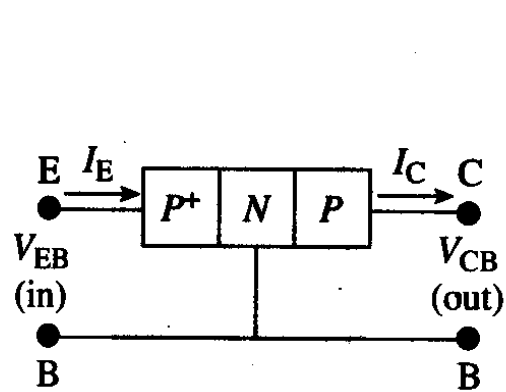 E I_E P+ N P I_C C
V_EB V_CB
(in) (out)
B B